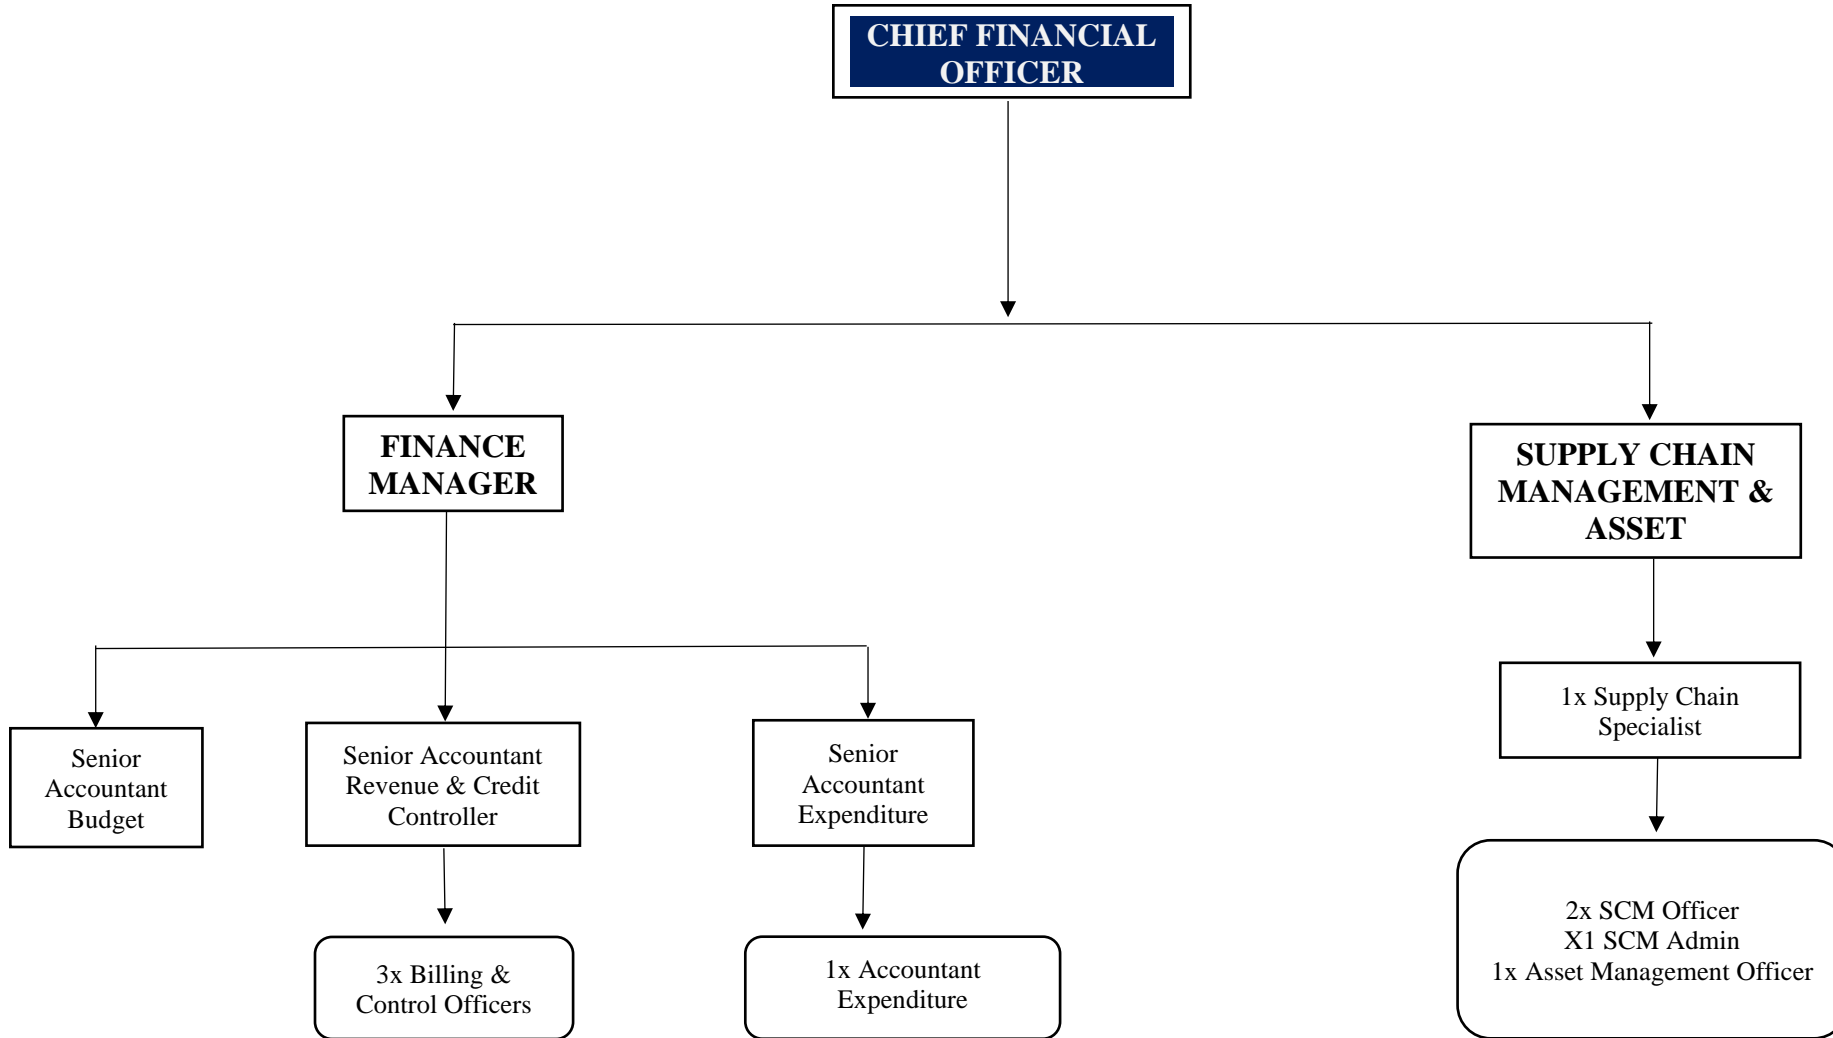 CHIEF FINANCIAL
OFFICER
FINANCE
MANAGER
SUPPLY CHAIN
MANAGEMENT &
ASSET
Senior
Accountant
Budget
Senior Accountant
Revenue & Credit
Controller
Senior
Accountant
Expenditure
1x Supply Chain
Specialist
3x Billing &
Control Officers
1x Accountant
Expenditure
2x SCM Officer
X1 SCM Admin
1x Asset Management Officer